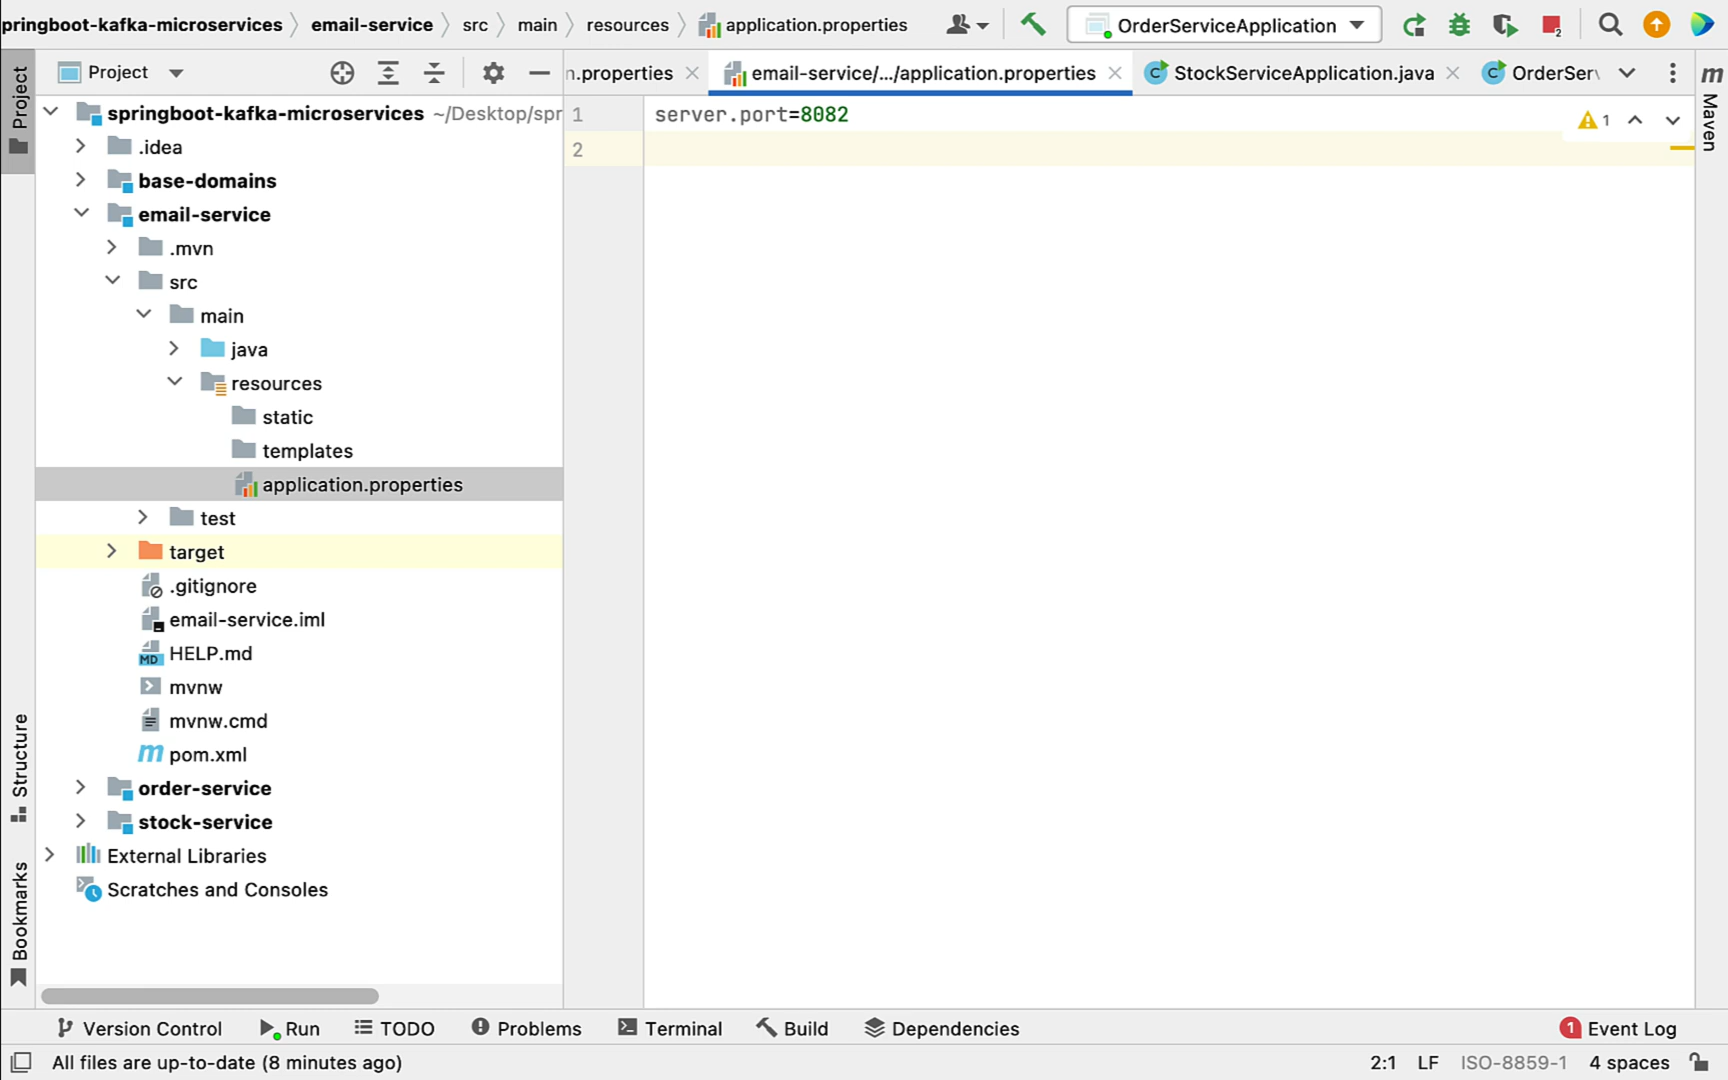 pringboot-kafka-microservices email-service src main resources application.properties OrderServiceApplication 2
Project n.properties email-service/.../application.properties C StockServiceApplication.java C OrderSer
springboot-kafka-microservices ~/Desktop/spr
.idea
base-domains
email-service
.mvn
src
main
java
resources
static
templates
application.properties
test
target
.gitignore
email-service.iml
MD HELP.md
mvnw
mvnw.cmd
m pom.xml
order-service
stock-service
External Libraries
Scratches and Consoles
1 server.port=8082
2
1
Project
Structure
Bookmarks
m Maven
Version Control Run TODO Problems Terminal Build Dependencies 1 Event Log
All files are up-to-date (8 minutes ago) 2:1 LF ISO-8859-1 4 spaces